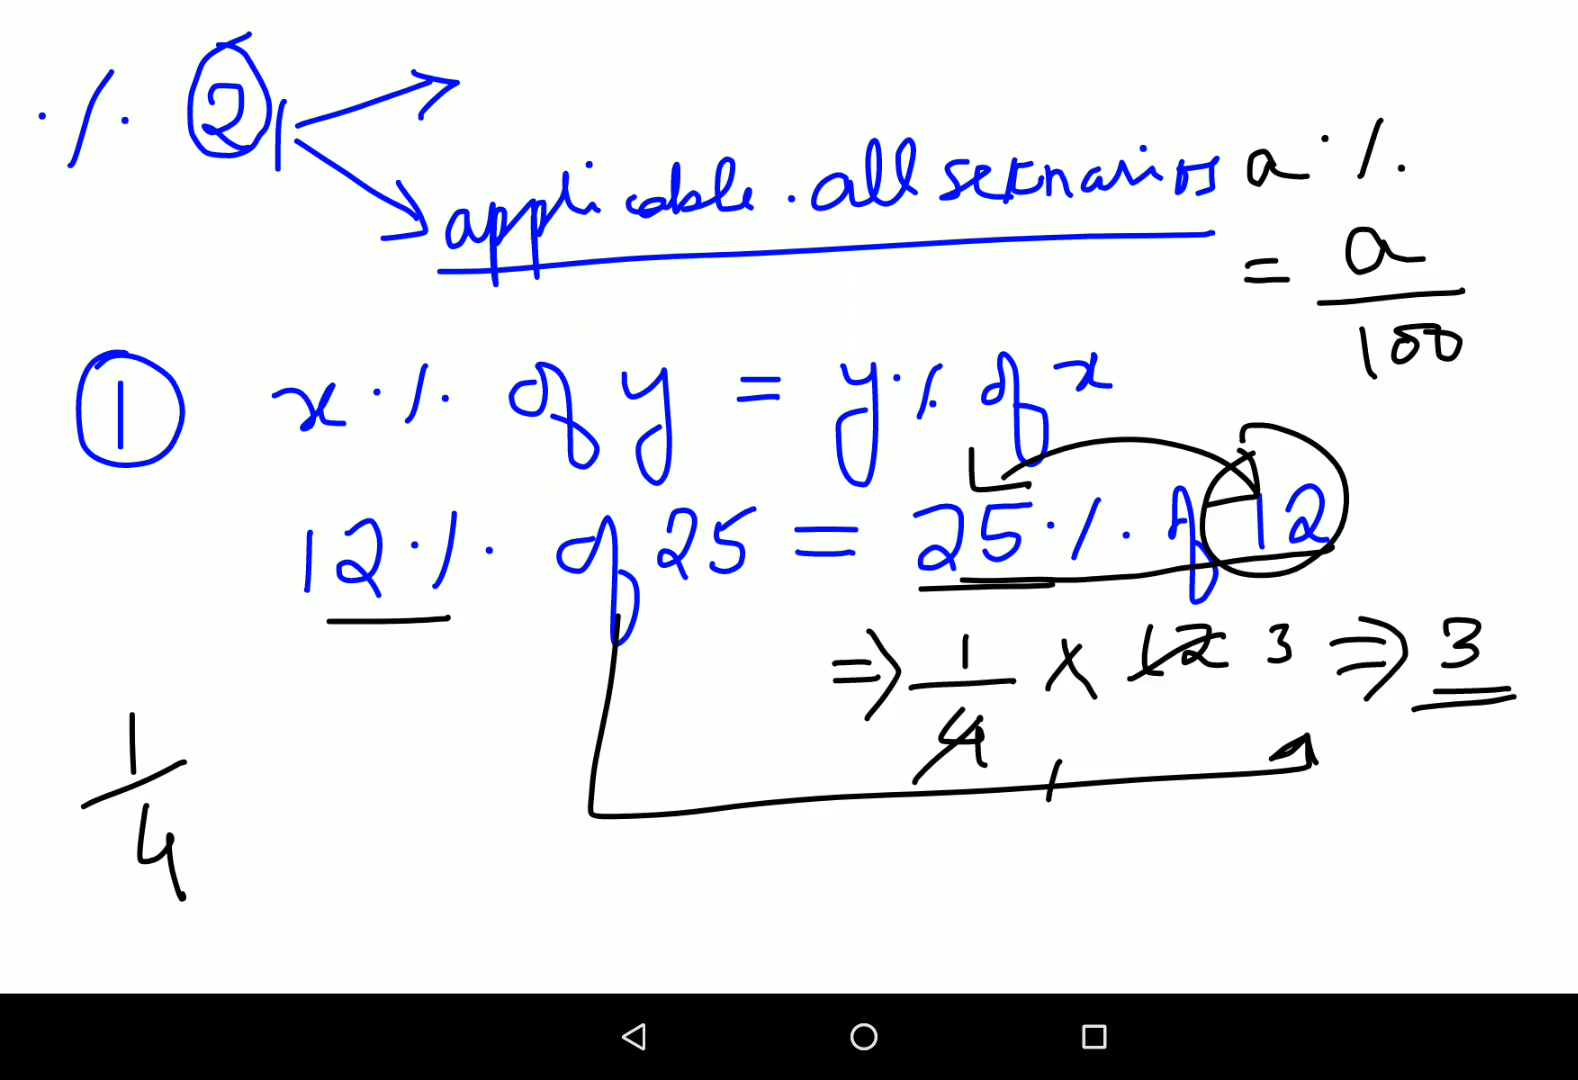 % 2
applicable. all scenarios a%
= a/100
1 x% of y = y% of x
12% of 25 = 25% of 12
⇒ 1/4 × 12 3 ⇒ 3
1/4